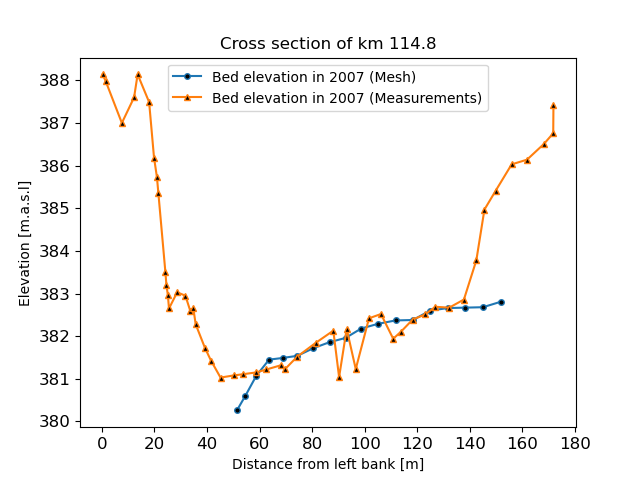 Cross section of km 114.8
Bed elevation in 2007 (Mesh)
Bed elevation in 2007 (Measurements)
Elevation [m.a.s.l]
388
387
386
385
384
383
382
381
380
0 20 40 60 80 100 120 140 160 180
Distance from left bank [m]